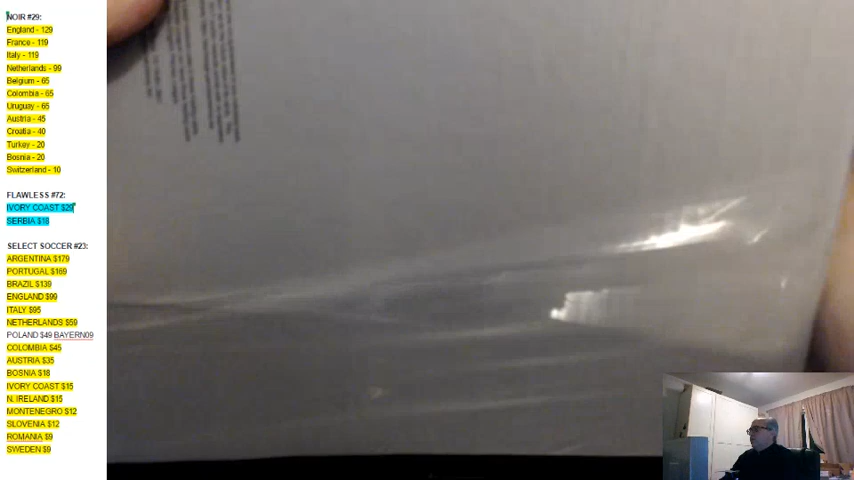 NOIR #29:
England - 129
France - 119
Italy - 119
Netherlands - 99
Belgium - 65
Colombia - 65
Uruguay - 65
Austria - 45
Croatia - 40
Turkey - 20
Bosnia - 20
Switzerland - 10
FLAWLESS #72:
IVORY COAST $29
SERBIA $18
SELECT SOCCER #23:
ARGENTINA $179
PORTUGAL $169
BRAZIL $139
ENGLAND $99
ITALY $95
NETHERLANDS $59
POLAND $49 BAYERN09
COLOMBIA $45
AUSTRIA $35
BOSNIA $18
IVORY COAST $15
N. IRELAND $15
MONTENEGRO $12
SLOVENIA $12
ROMANIA $9
SWEDEN $9